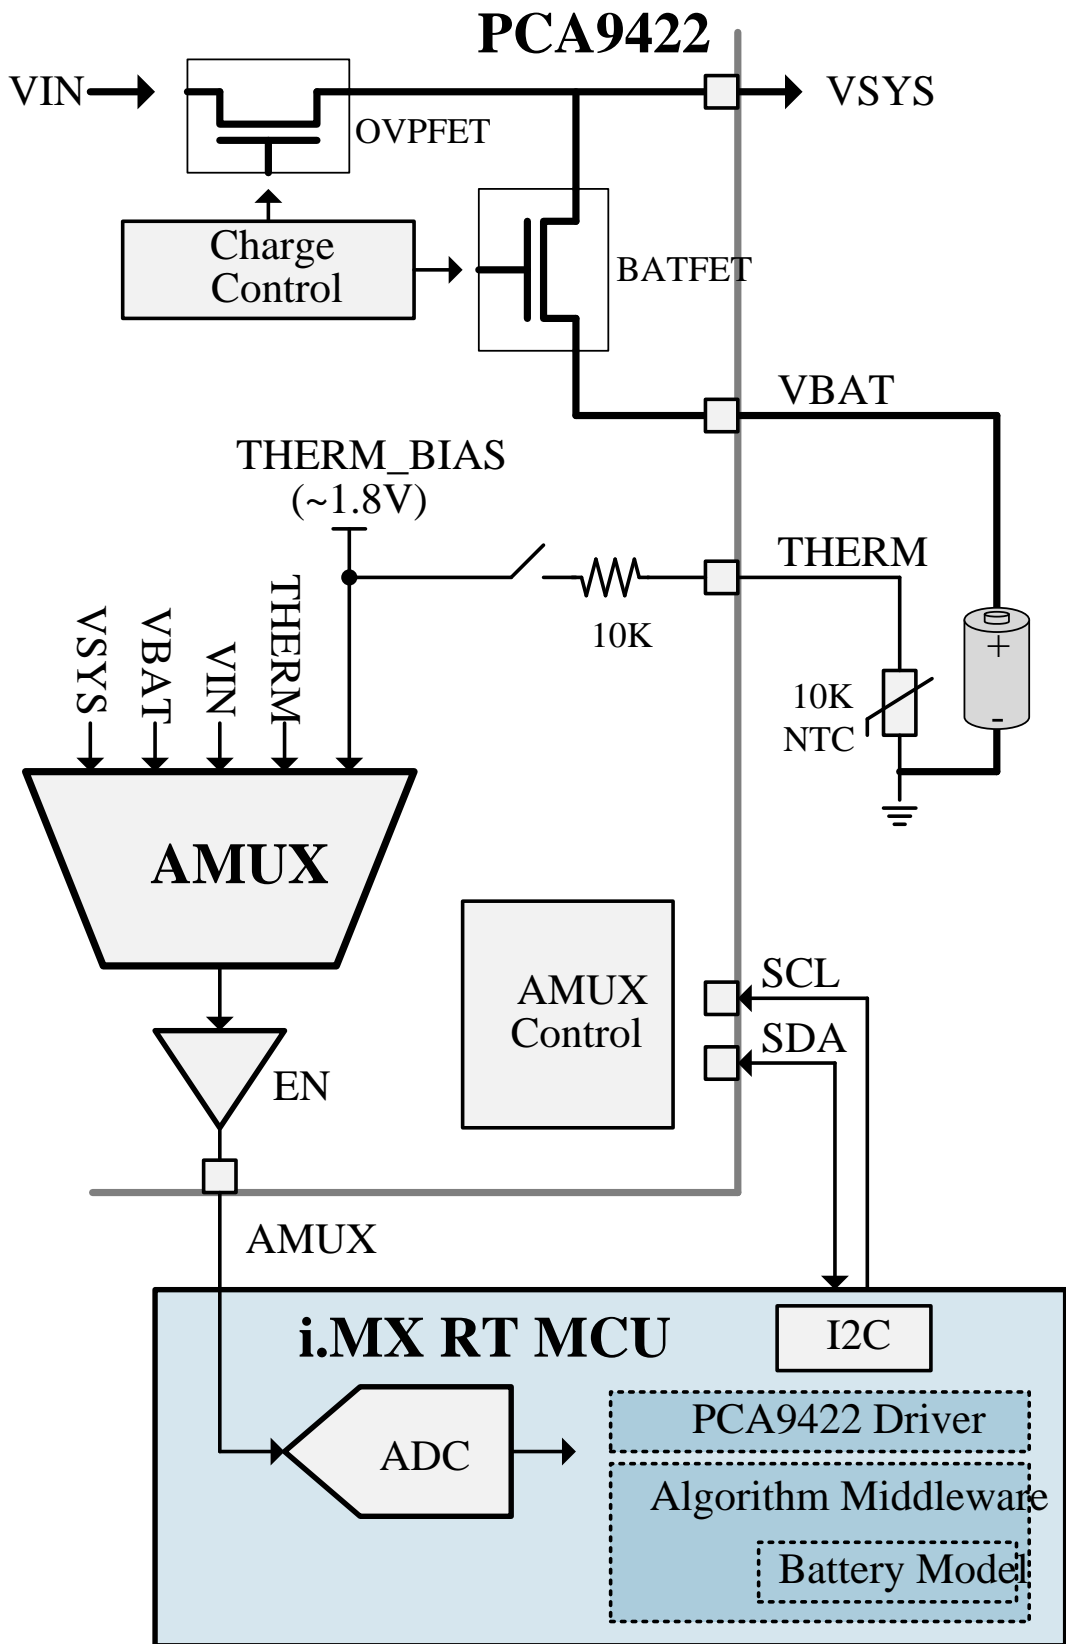 PCA9422
VIN
VSYS
OVPFET
Charge
Control
BATFET
VBAT
THERM_BIAS
(~1.8V)
THERM
10K
VSYS
VBAT
VIN
THERM
10K
NTC
+
-
AMUX
AMUX
Control
SCL
SDA
EN
AMUX
i.MX RT MCU
I2C
PCA9422 Driver
ADC
Algorithm Middleware
Battery Model